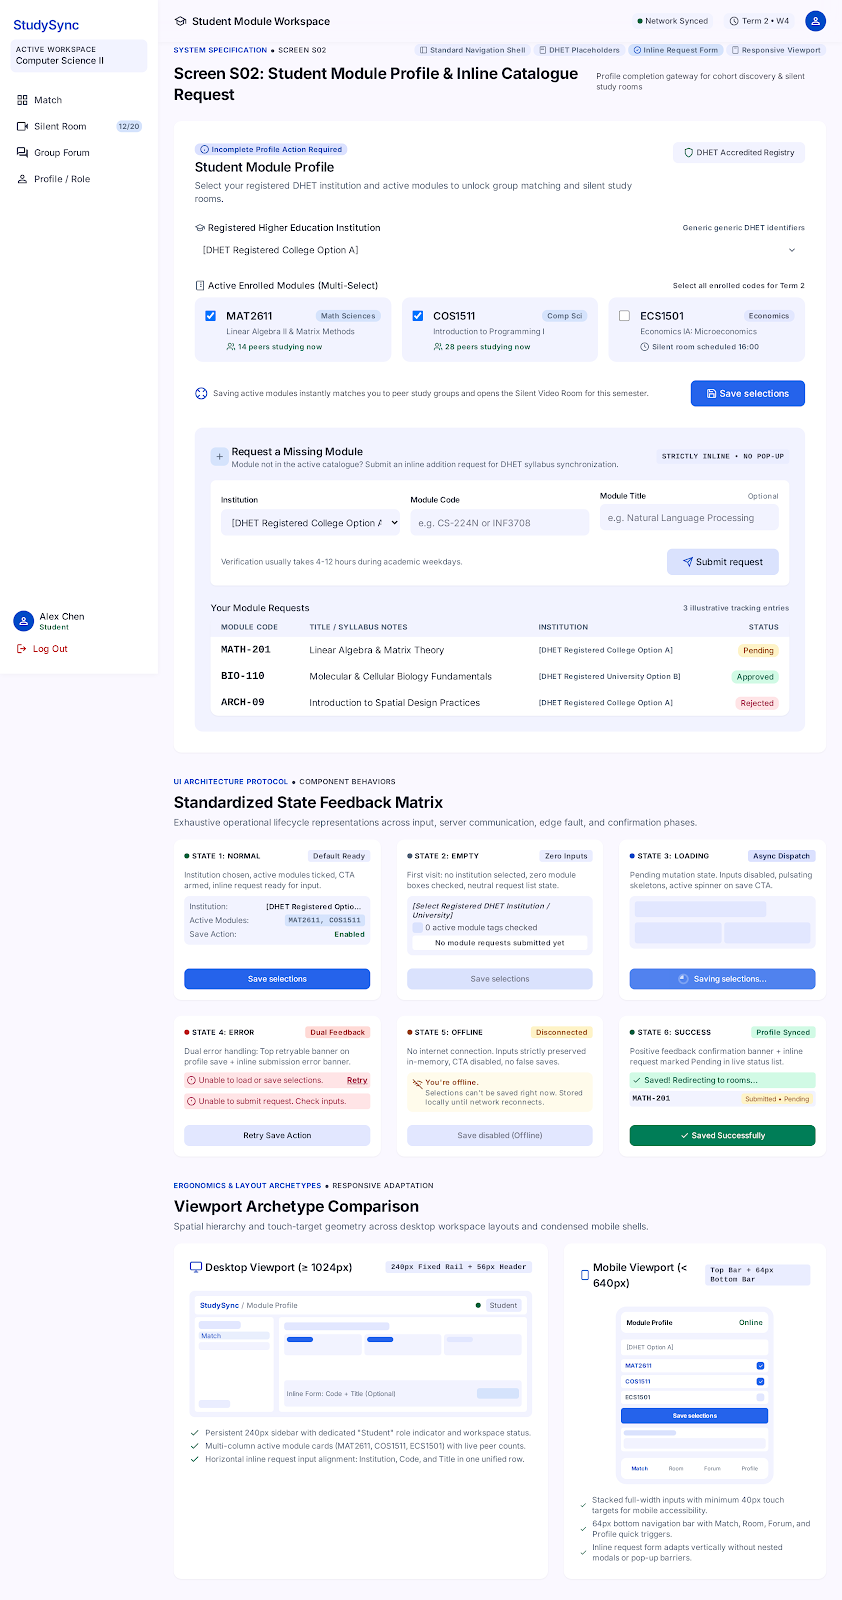 StudySync
ACTIVE WORKSPACE
Computer Science II
Match
Silent Room 12/20
Group Forum
Profile / Role
Alex Chen
Student
Log Out
Student Module Workspace
Network Synced
Term 2 • W4
SYSTEM SPECIFICATION • SCREEN S02
Standard Navigation Shell
DHET Placeholders
Inline Request Form
Responsive Viewport
Screen S02: Student Module Profile & Inline Catalogue
Request
Profile completion gateway for cohort discovery & silent
study rooms
Incomplete Profile Action Required
Student Module Profile
DHET Accredited Registry
Select your registered DHET institution and active modules to unlock group matching and silent study
rooms.
Registered Higher Education Institution
Generic generic DHET identifiers
[DHET Registered College Option A]
Active Enrolled Modules (Multi-Select)
Select all enrolled codes for Term 2
MAT2611 Math Sciences
Linear Algebra II & Matrix Methods
14 peers studying now
COS1511 Comp Sci
Introduction to Programming I
28 peers studying now
ECS1501 Economics
Economics IA: Microeconomics
Silent room scheduled 16:00
Saving active modules instantly matches you to peer study groups and opens the Silent Video Room for this semester.
Save selections
Request a Missing Module
Module not in the active catalogue? Submit an inline addition request for DHET syllabus synchronization.
STRICTLY INLINE • NO POP-UP
Institution
[DHET Registered College Option A
Module Code
e.g. CS-224N or INF3708
Module Title Optional
e.g. Natural Language Processing
Verification usually takes 4-12 hours during academic weekdays.
Submit request
Your Module Requests
3 illustrative tracking entries
MODULE CODE TITLE / SYLLABUS NOTES INSTITUTION STATUS
MATH-201 Linear Algebra & Matrix Theory [DHET Registered College Option A] Pending
BIO-110 Molecular & Cellular Biology Fundamentals [DHET Registered University Option B] Approved
ARCH-09 Introduction to Spatial Design Practices [DHET Registered College Option A] Rejected
UI ARCHITECTURE PROTOCOL • COMPONENT BEHAVIORS
Standardized State Feedback Matrix
Exhaustive operational lifecycle representations across input, server communication, edge fault, and confirmation phases.
STATE 1: NORMAL Default Ready
Institution chosen, active modules ticked, CTA
armed, inline request ready for input.
Institution: [DHET Registered Optio...
Active Modules: MAT2611, COS1511
Save Action: Enabled
Save selections
STATE 2: EMPTY Zero Inputs
First visit: no institution selected, zero module
boxes checked, neutral request list state.
[Select Registered DHET Institution /
University]
0 active module tags checked
No module requests submitted yet
Save selections
STATE 3: LOADING Async Dispatch
Pending mutation state. Inputs disabled, pulsating
skeletons, active spinner on save CTA.
Saving selections...
STATE 4: ERROR Dual Feedback
Dual error handling: Top retryable banner on
profile save + inline submission error banner.
Unable to load or save selections. Retry
Unable to submit request. Check inputs.
Retry Save Action
STATE 5: OFFLINE Disconnected
No internet connection. Inputs strictly preserved
in-memory, CTA disabled, no false saves.
You're offline.
Selections can't be saved right now. Stored
locally until network reconnects.
Save disabled (Offline)
STATE 6: SUCCESS Profile Synced
Positive feedback confirmation banner + inline
request marked Pending in live status list.
Saved! Redirecting to rooms...
MATH-201 Submitted • Pending
Saved Successfully
ERGONOMICS & LAYOUT ARCHETYPES • RESPONSIVE ADAPTATION
Viewport Archetype Comparison
Spatial hierarchy and touch-target geometry across desktop workspace layouts and condensed mobile shells.
Desktop Viewport (≥ 1024px)
240px Fixed Rail + 56px Header
StudySync / Module Profile
Student
Match
Inline Form: Code + Title (Optional)
Persistent 240px sidebar with dedicated "Student" role indicator and workspace status.
Multi-column active module cards (MAT2611, COS1511, ECS1501) with live peer counts.
Horizontal inline request input alignment: Institution, Code, and Title in one unified row.
Mobile Viewport (<
640px)
Top Bar + 64px
Bottom Bar
Module Profile Online
[DHET Option A]
MAT2611
COS1511
ECS1501
Save selections
Match Room Forum Profile
Stacked full-width inputs with minimum 40px touch
targets for mobile accessibility.
64px bottom navigation bar with Match, Room, Forum, and
Profile quick triggers.
Inline request form adapts vertically without nested
modals or pop-up barriers.